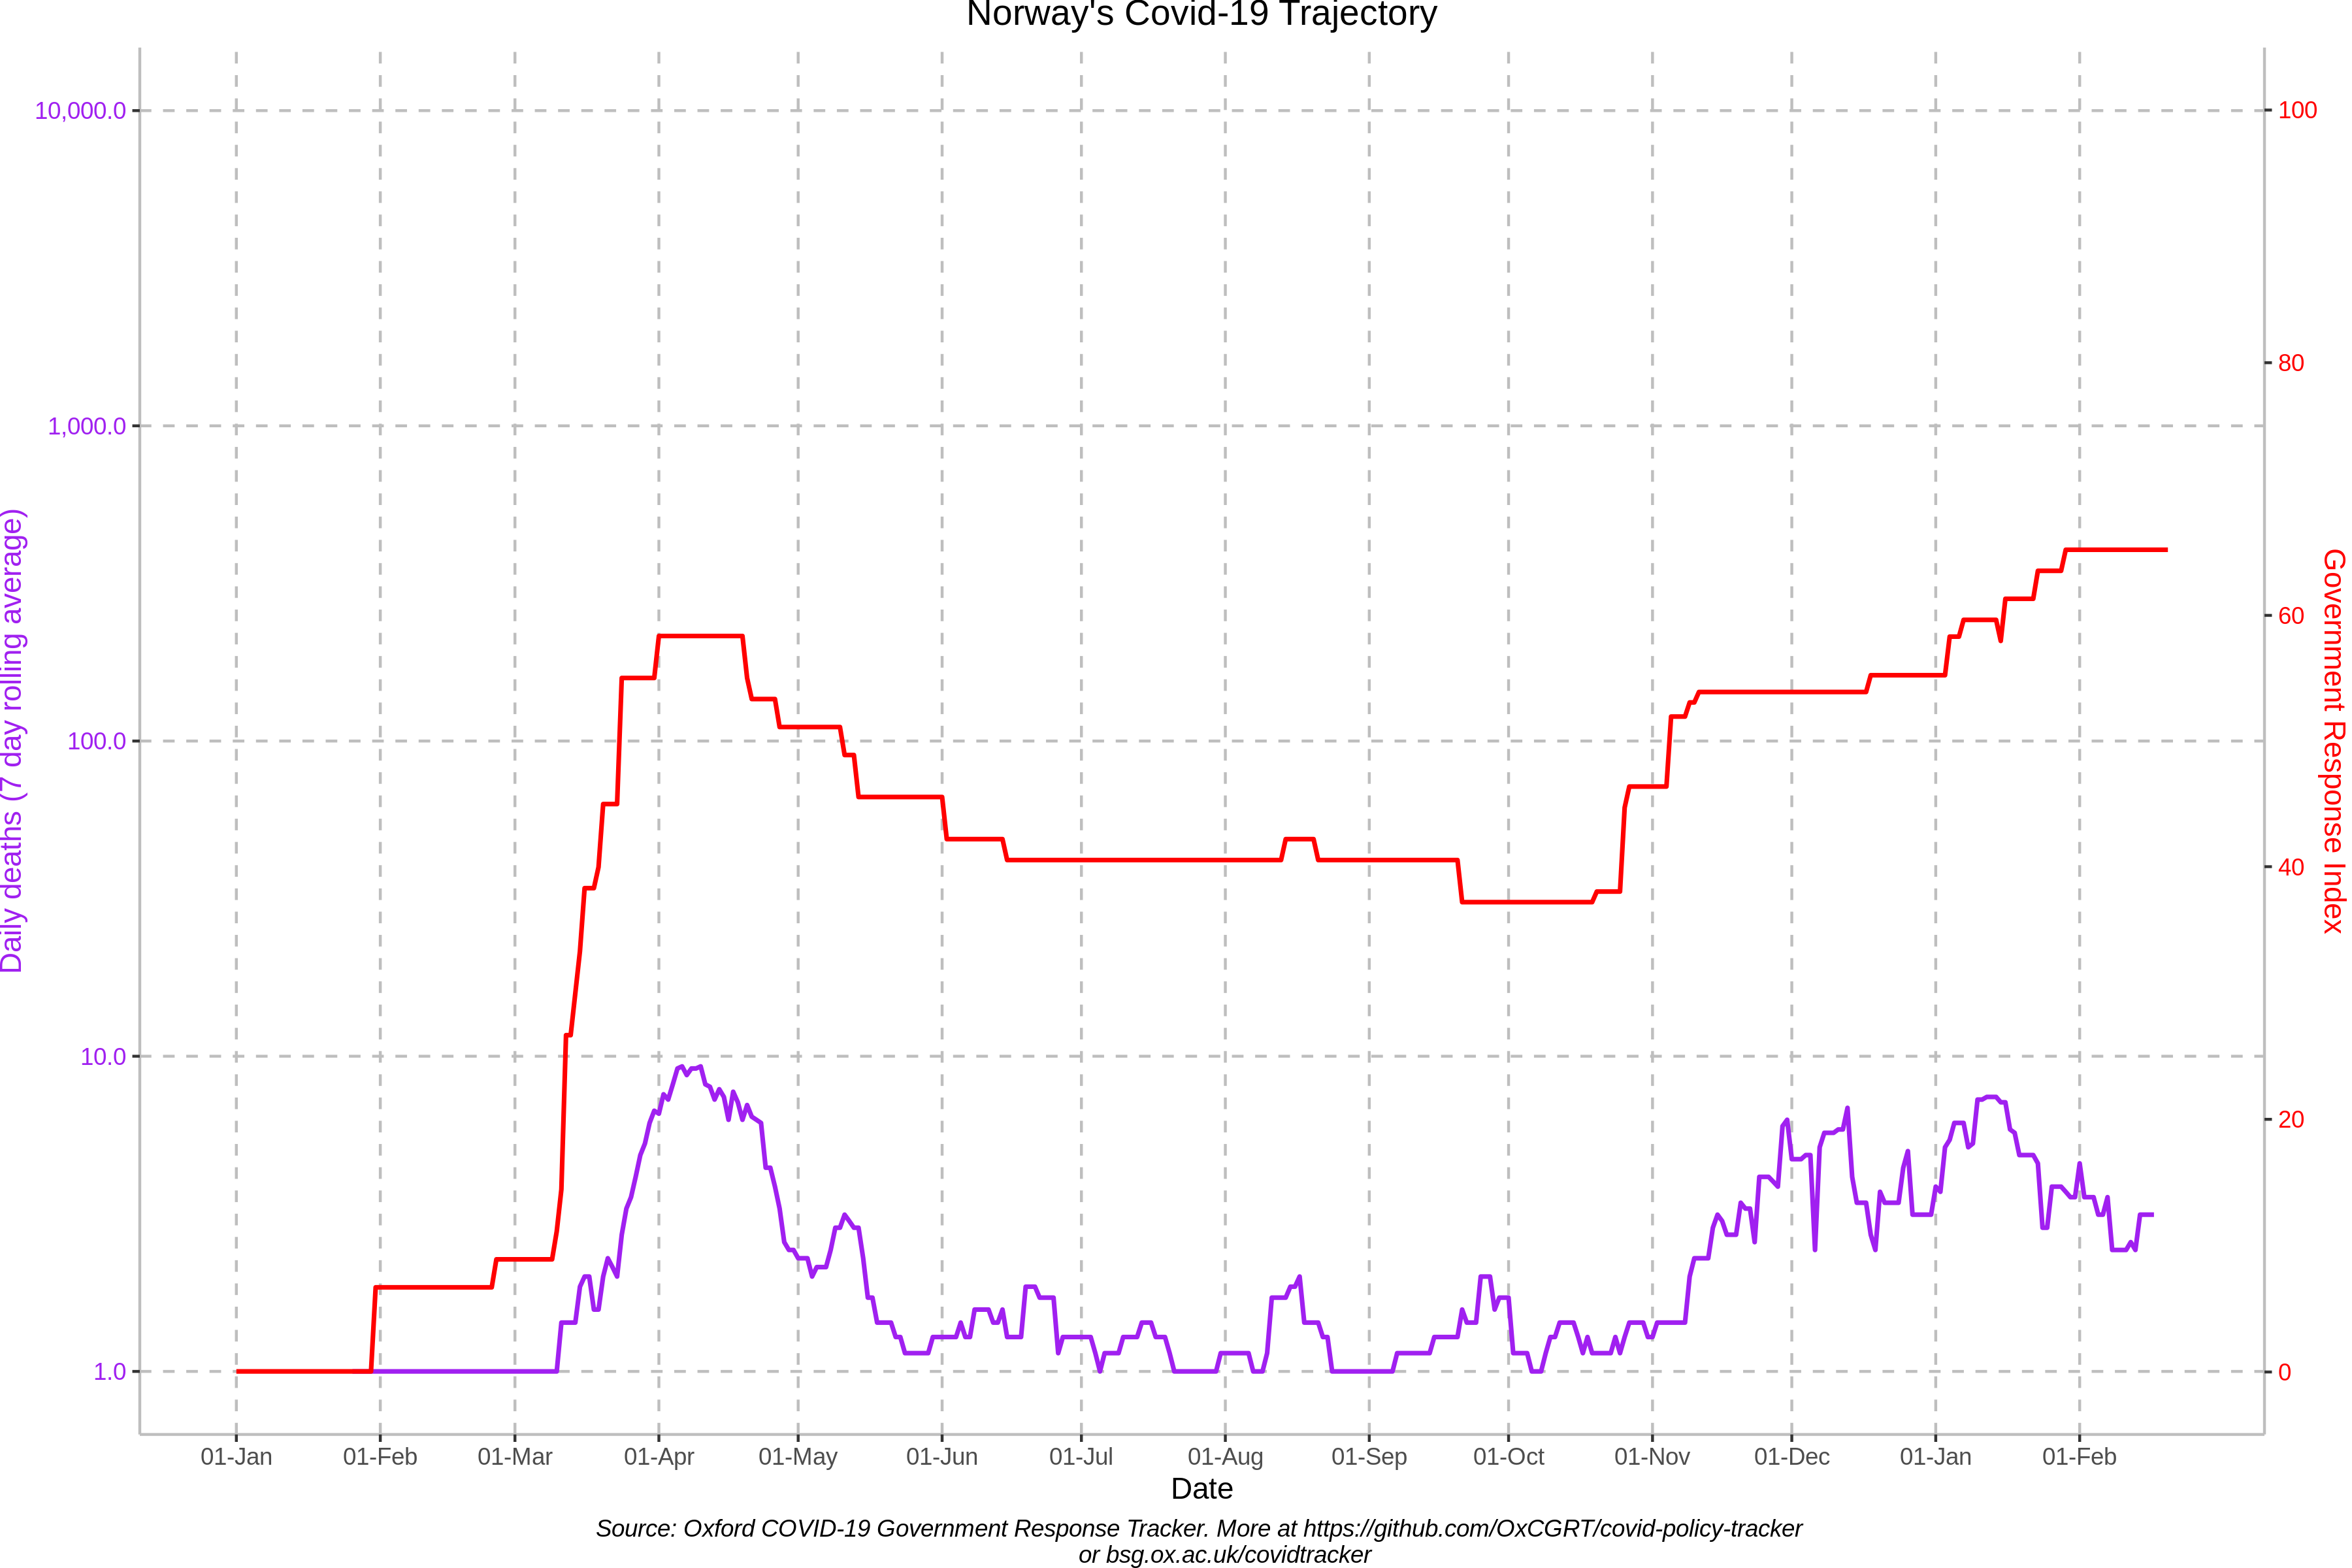 Norway's Covid-19 Trajectory
10,000.0
1,000.0
100.0
10.0
1.0
Daily deaths (7 day rolling average)
100
80
60
40
20
0
Government Response Index
01-Jan 01-Feb 01-Mar 01-Apr 01-May 01-Jun 01-Jul 01-Aug 01-Sep 01-Oct 01-Nov 01-Dec 01-Jan 01-Feb
Date
Source: Oxford COVID-19 Government Response Tracker. More at https://github.com/OxCGRT/covid-policy-tracker
or bsg.ox.ac.uk/covidtracker